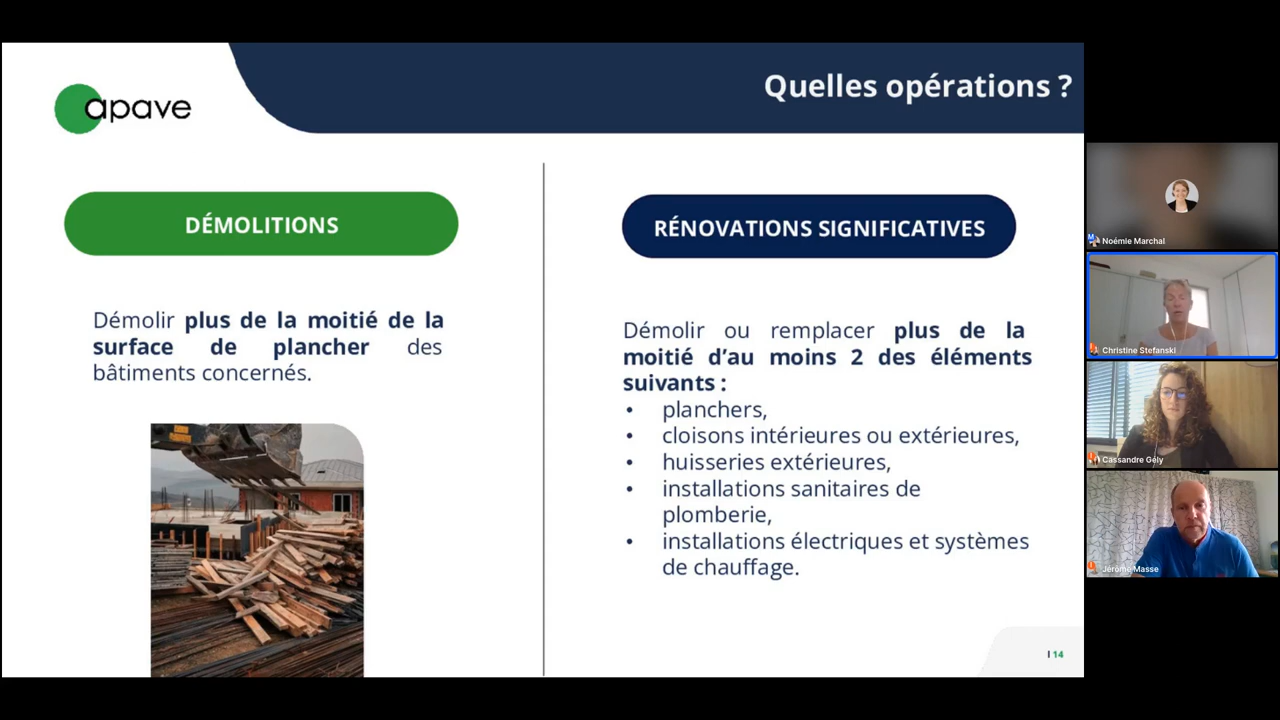 apave
Quelles opérations ?
DÉMOLITIONS
Démolir plus de la moitié de la
surface de plancher des
bâtiments concernés.
RÉNOVATIONS SIGNIFICATIVES
Démolir ou remplacer plus de la
moitié d'au moins 2 des éléments
suivants :
• planchers,
• cloisons intérieures ou extérieures,
• huisseries extérieures,
• installations sanitaires de
plomberie,
• installations électriques et systèmes
de chauffage.
I 14
Noémie Marchal
Christine Stefanski
Cassandre Gély
Jérôme Masse